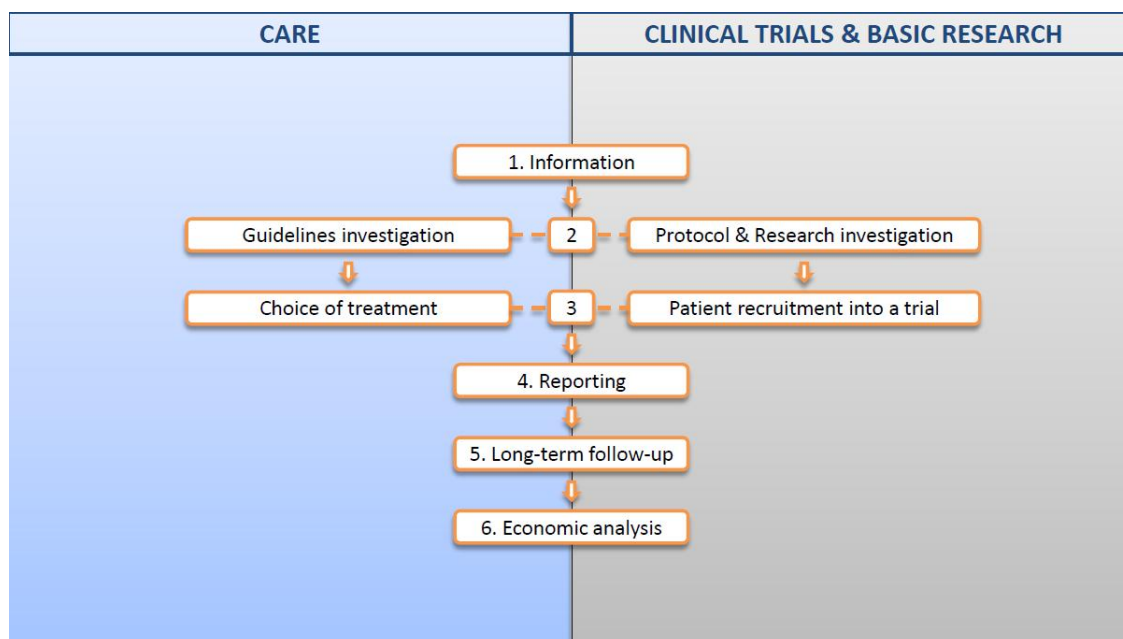 CARE
CLINICAL TRIALS & BASIC RESEARCH
1. Information
Guidelines investigation
2
Protocol & Research investigation
Choice of treatment
3
Patient recruitment into a trial
4. Reporting
5. Long-term follow-up
6. Economic analysis